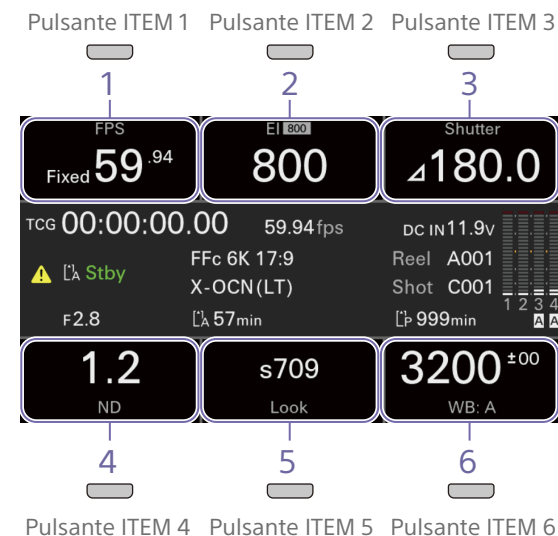 Pulsante ITEM 1 Pulsante ITEM 2 Pulsante ITEM 3
1 2 3
FPS EI 800 Shutter
Fixed 59.94 800 ⊿180.0
TCG 00:00:00.00 59.94 fps DC IN 11.9V
FFc 6K 17:9 Reel A001
A Stby
X-OCN(LT) Shot C001
1 2 3 4
F2.8 A 57min P 999min A A
1.2 s709 3200 ±00
ND Look WB: A
4 5 6
Pulsante ITEM 4 Pulsante ITEM 5 Pulsante ITEM 6